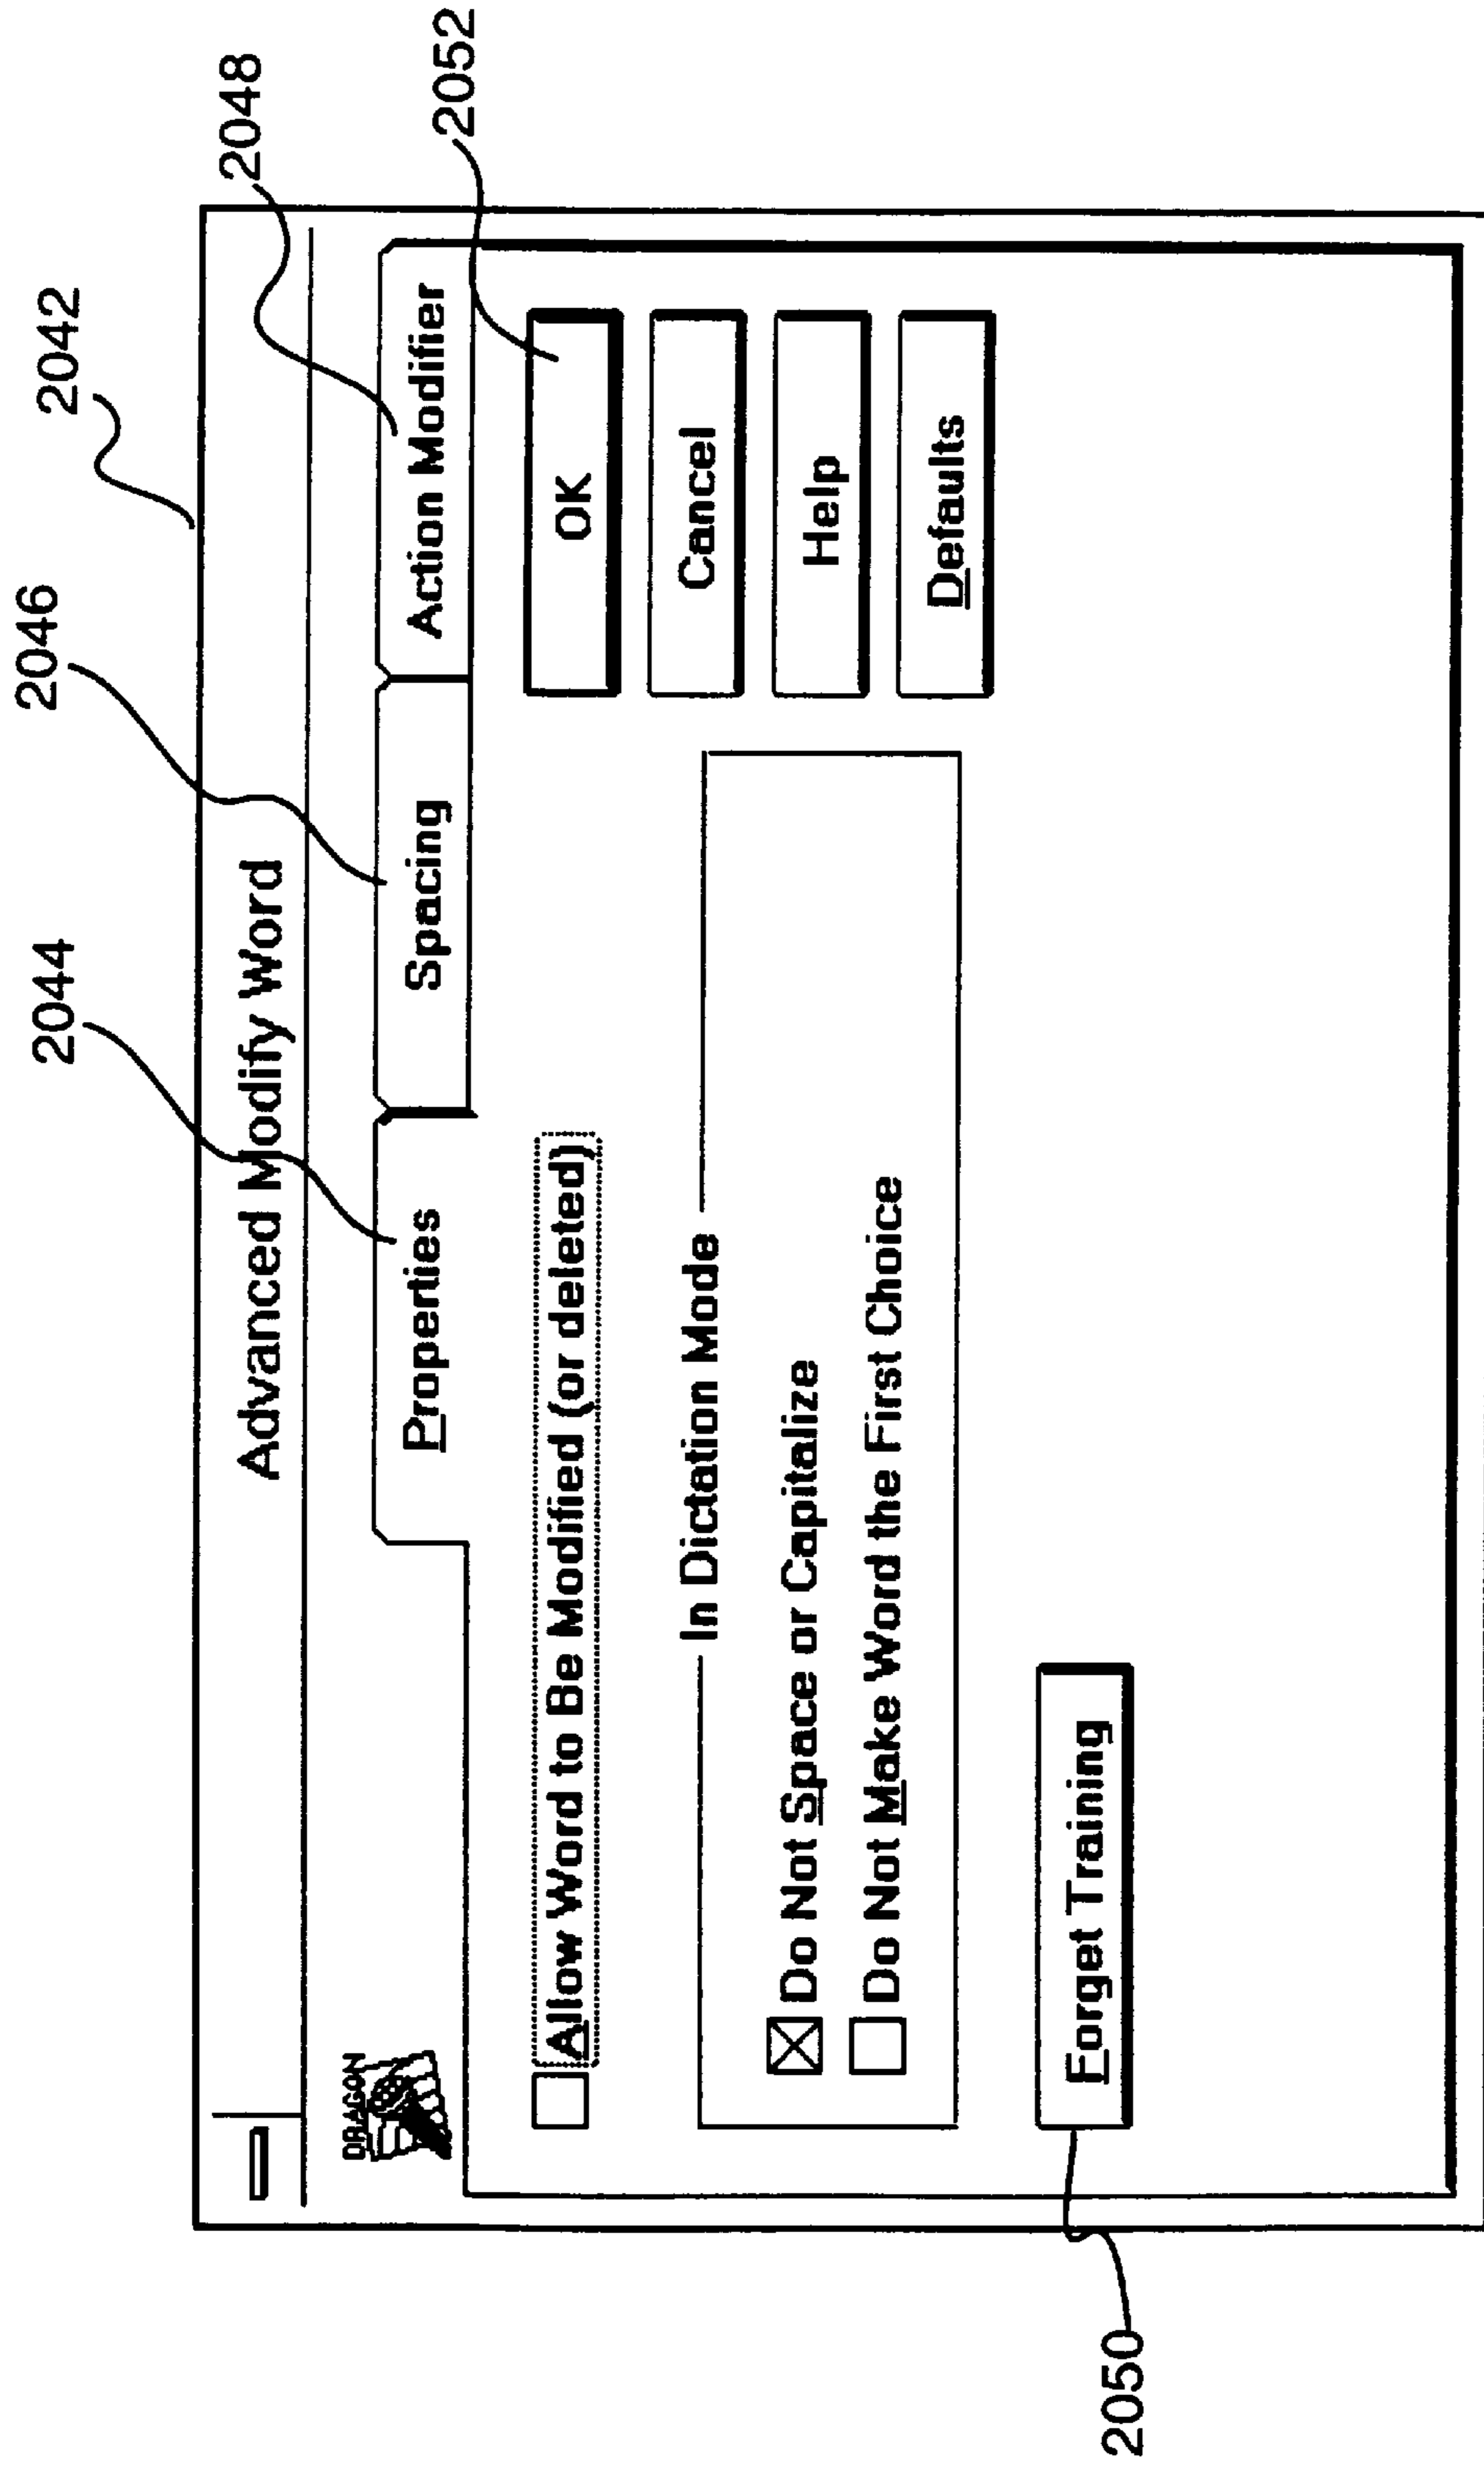 2042
2044
2046
2048
2052
Advanced Modify Word
DRAGON
Properties
Spacing
Action Modifier
Allow Word to Be Modified (or deleted)
OK
In Dictation Mode
Cancel
Do Not Space or Capitalize
Help
Do Not Make Word the First Choice
Defaults
Forget Training
2050